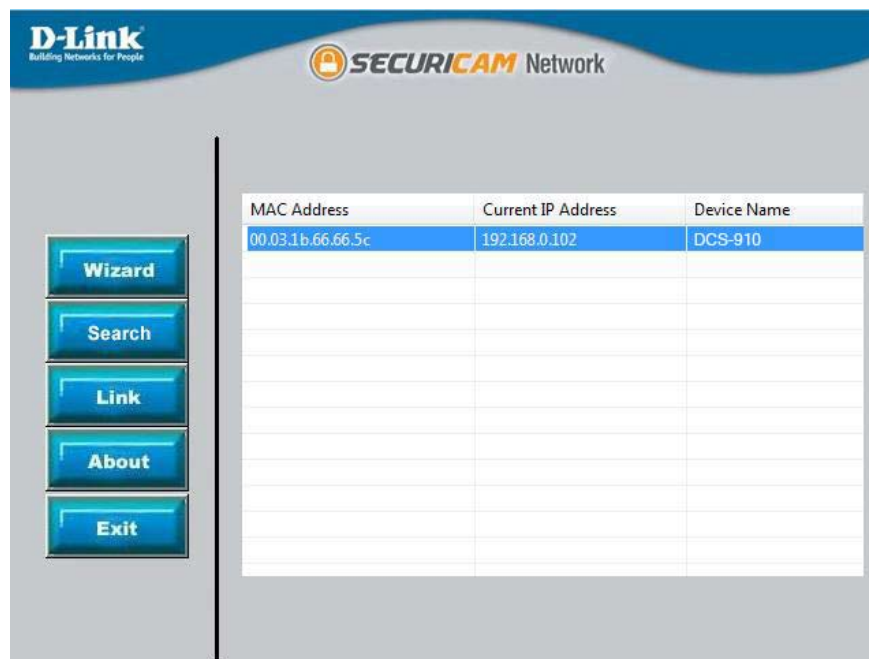 D-Link
Building Networks for People
SECURICAM Network
MAC Address Current IP Address Device Name
00.03.1b.66.66.5c 192.168.0.102 DCS-910
Wizard
Search
Link
About
Exit